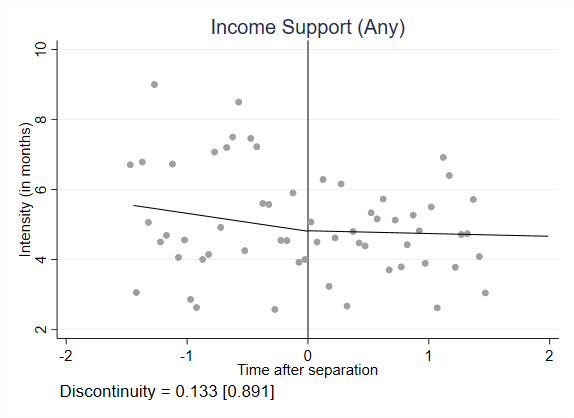 Income Support (Any)
Intensity (in months)
10
8
6
4
2
-2 -1 0 1 2
Time after separation
Discontinuity = 0.133 [0.891]